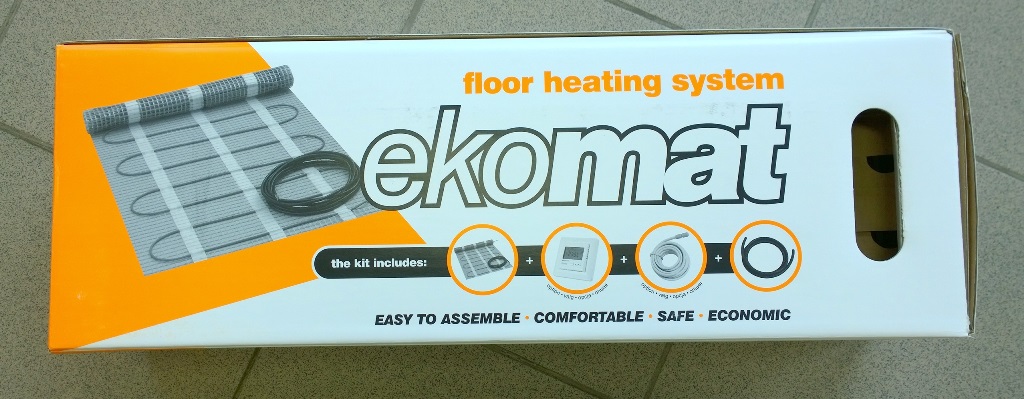 floor heating system
ekomat
the kit includes:
+ + +
EASY TO ASSEMBLE · COMFORTABLE · SAFE · ECONOMIC